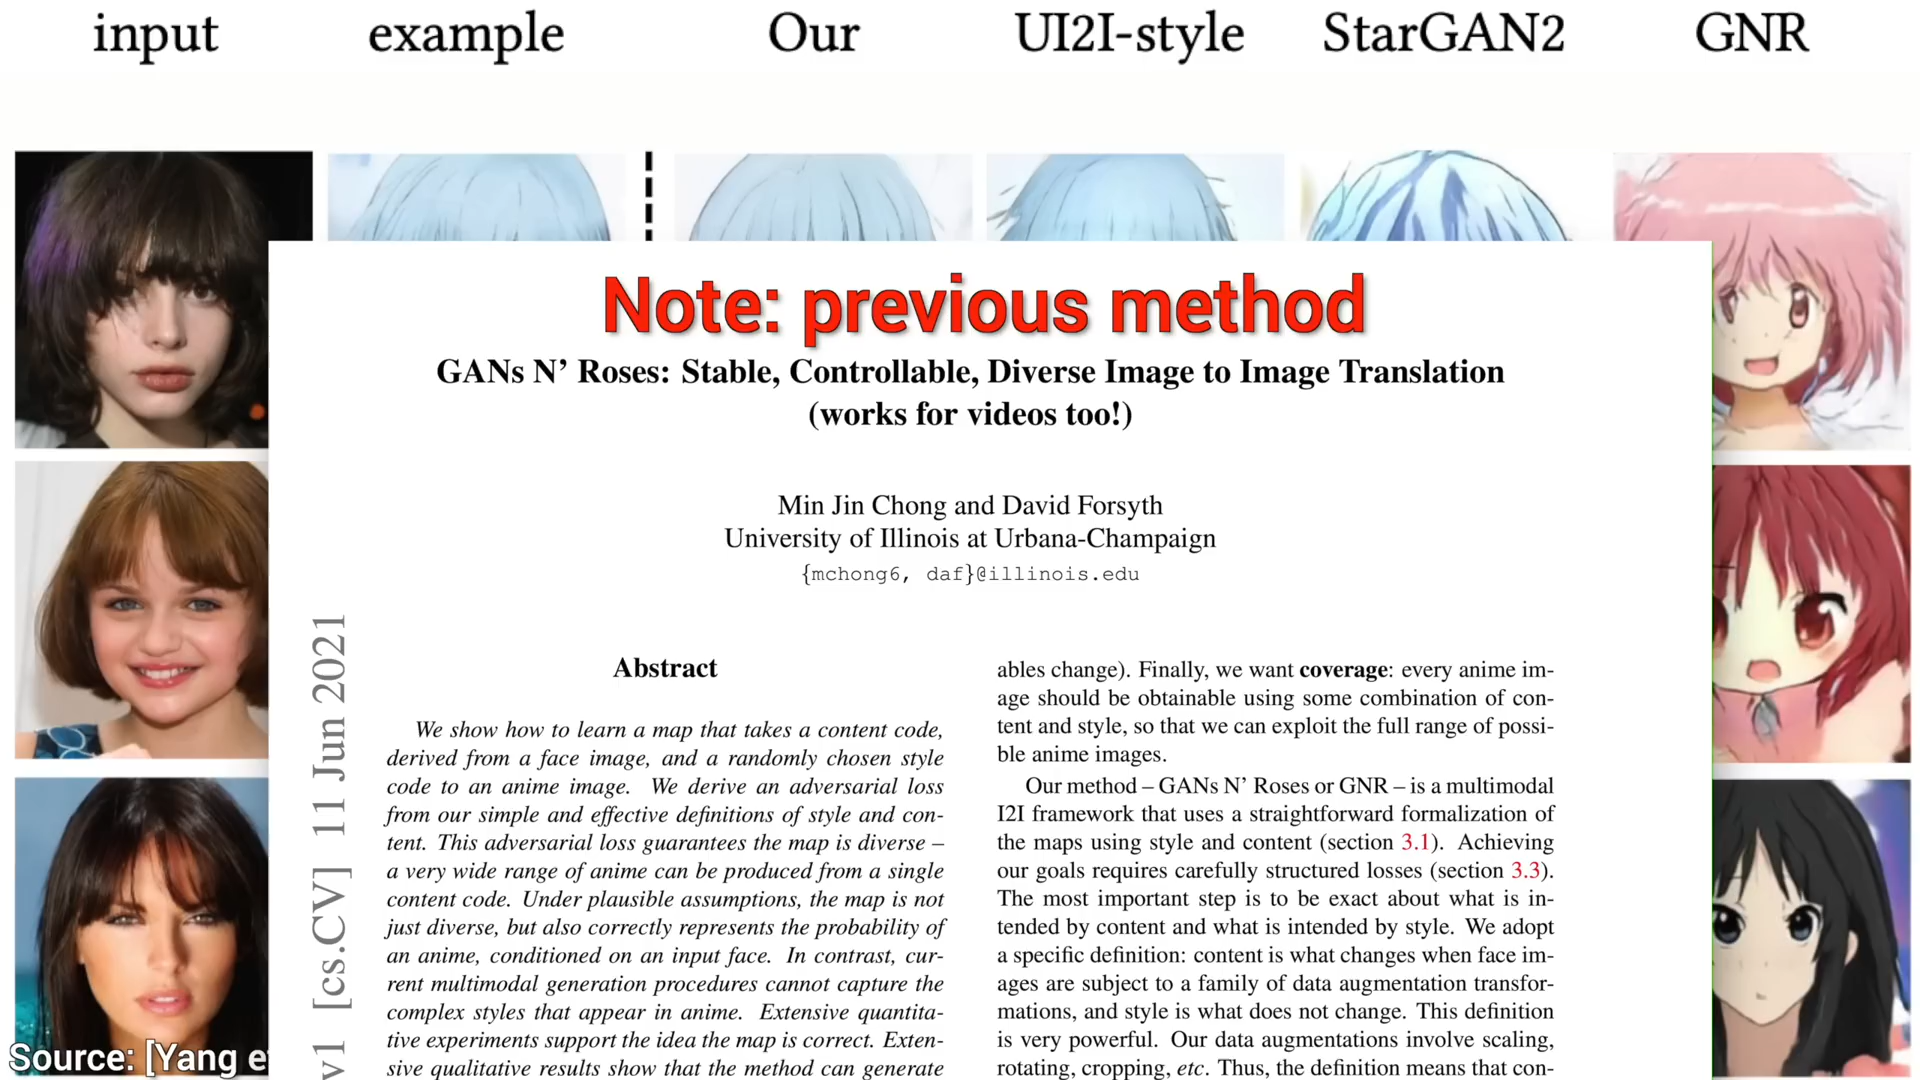 input example Our UI2I-style StarGAN2 GNR
Note: previous method
GANs N' Roses: Stable, Controllable, Diverse Image to Image Translation
(works for videos too!)
Min Jin Chong and David Forsyth
University of Illinois at Urbana-Champaign
{mchong6, daf}@illinois.edu
v1 [cs.CV] 11 Jun 2021
Abstract
We show how to learn a map that takes a content code,
derived from a face image, and a randomly chosen style
code to an anime image. We derive an adversarial loss
from our simple and effective definitions of style and con-
tent. This adversarial loss guarantees the map is diverse –
a very wide range of anime can be produced from a single
content code. Under plausible assumptions, the map is not
just diverse, but also correctly represents the probability of
an anime, conditioned on an input face. In contrast, cur-
rent multimodal generation procedures cannot capture the
complex styles that appear in anime. Extensive quantita-
tive experiments support the idea the map is correct. Exten-
sive qualitative results show that the method can generate
ables change). Finally, we want coverage: every anime im-
age should be obtainable using some combination of con-
tent and style, so that we can exploit the full range of possi-
ble anime images.
Our method – GANs N' Roses or GNR – is a multimodal
I2I framework that uses a straightforward formalization of
the maps using style and content (section 3.1). Achieving
our goals requires carefully structured losses (section 3.3).
The most important step is to be exact about what is in-
tended by content and what is intended by style. We adopt
a specific definition: content is what changes when face im-
ages are subject to a family of data augmentation transfor-
mations, and style is what does not change. This definition
is very powerful. Our data augmentations involve scaling,
rotating, cropping, etc. Thus, the definition means that con-
Source: [Yang e